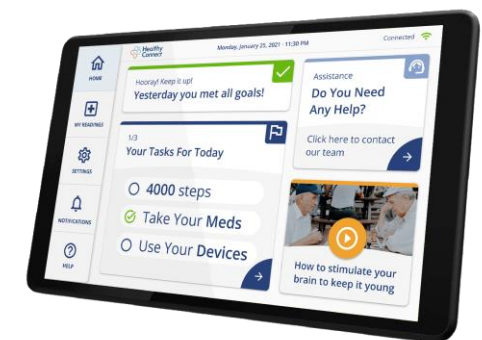 Healthy
Connect
Monday, January 25, 2021 · 11:30 PM
Connected
HOME
MY READINGS
SETTINGS
NOTIFICATIONS
HELP
Hooray! Keep it up!
Yesterday you met all goals!
1/3
Your Tasks For Today
4000 steps
Take Your Meds
Use Your Devices
Assistance
Do You Need
Any Help?
Click here to contact
our team
How to stimulate your
brain to keep it young